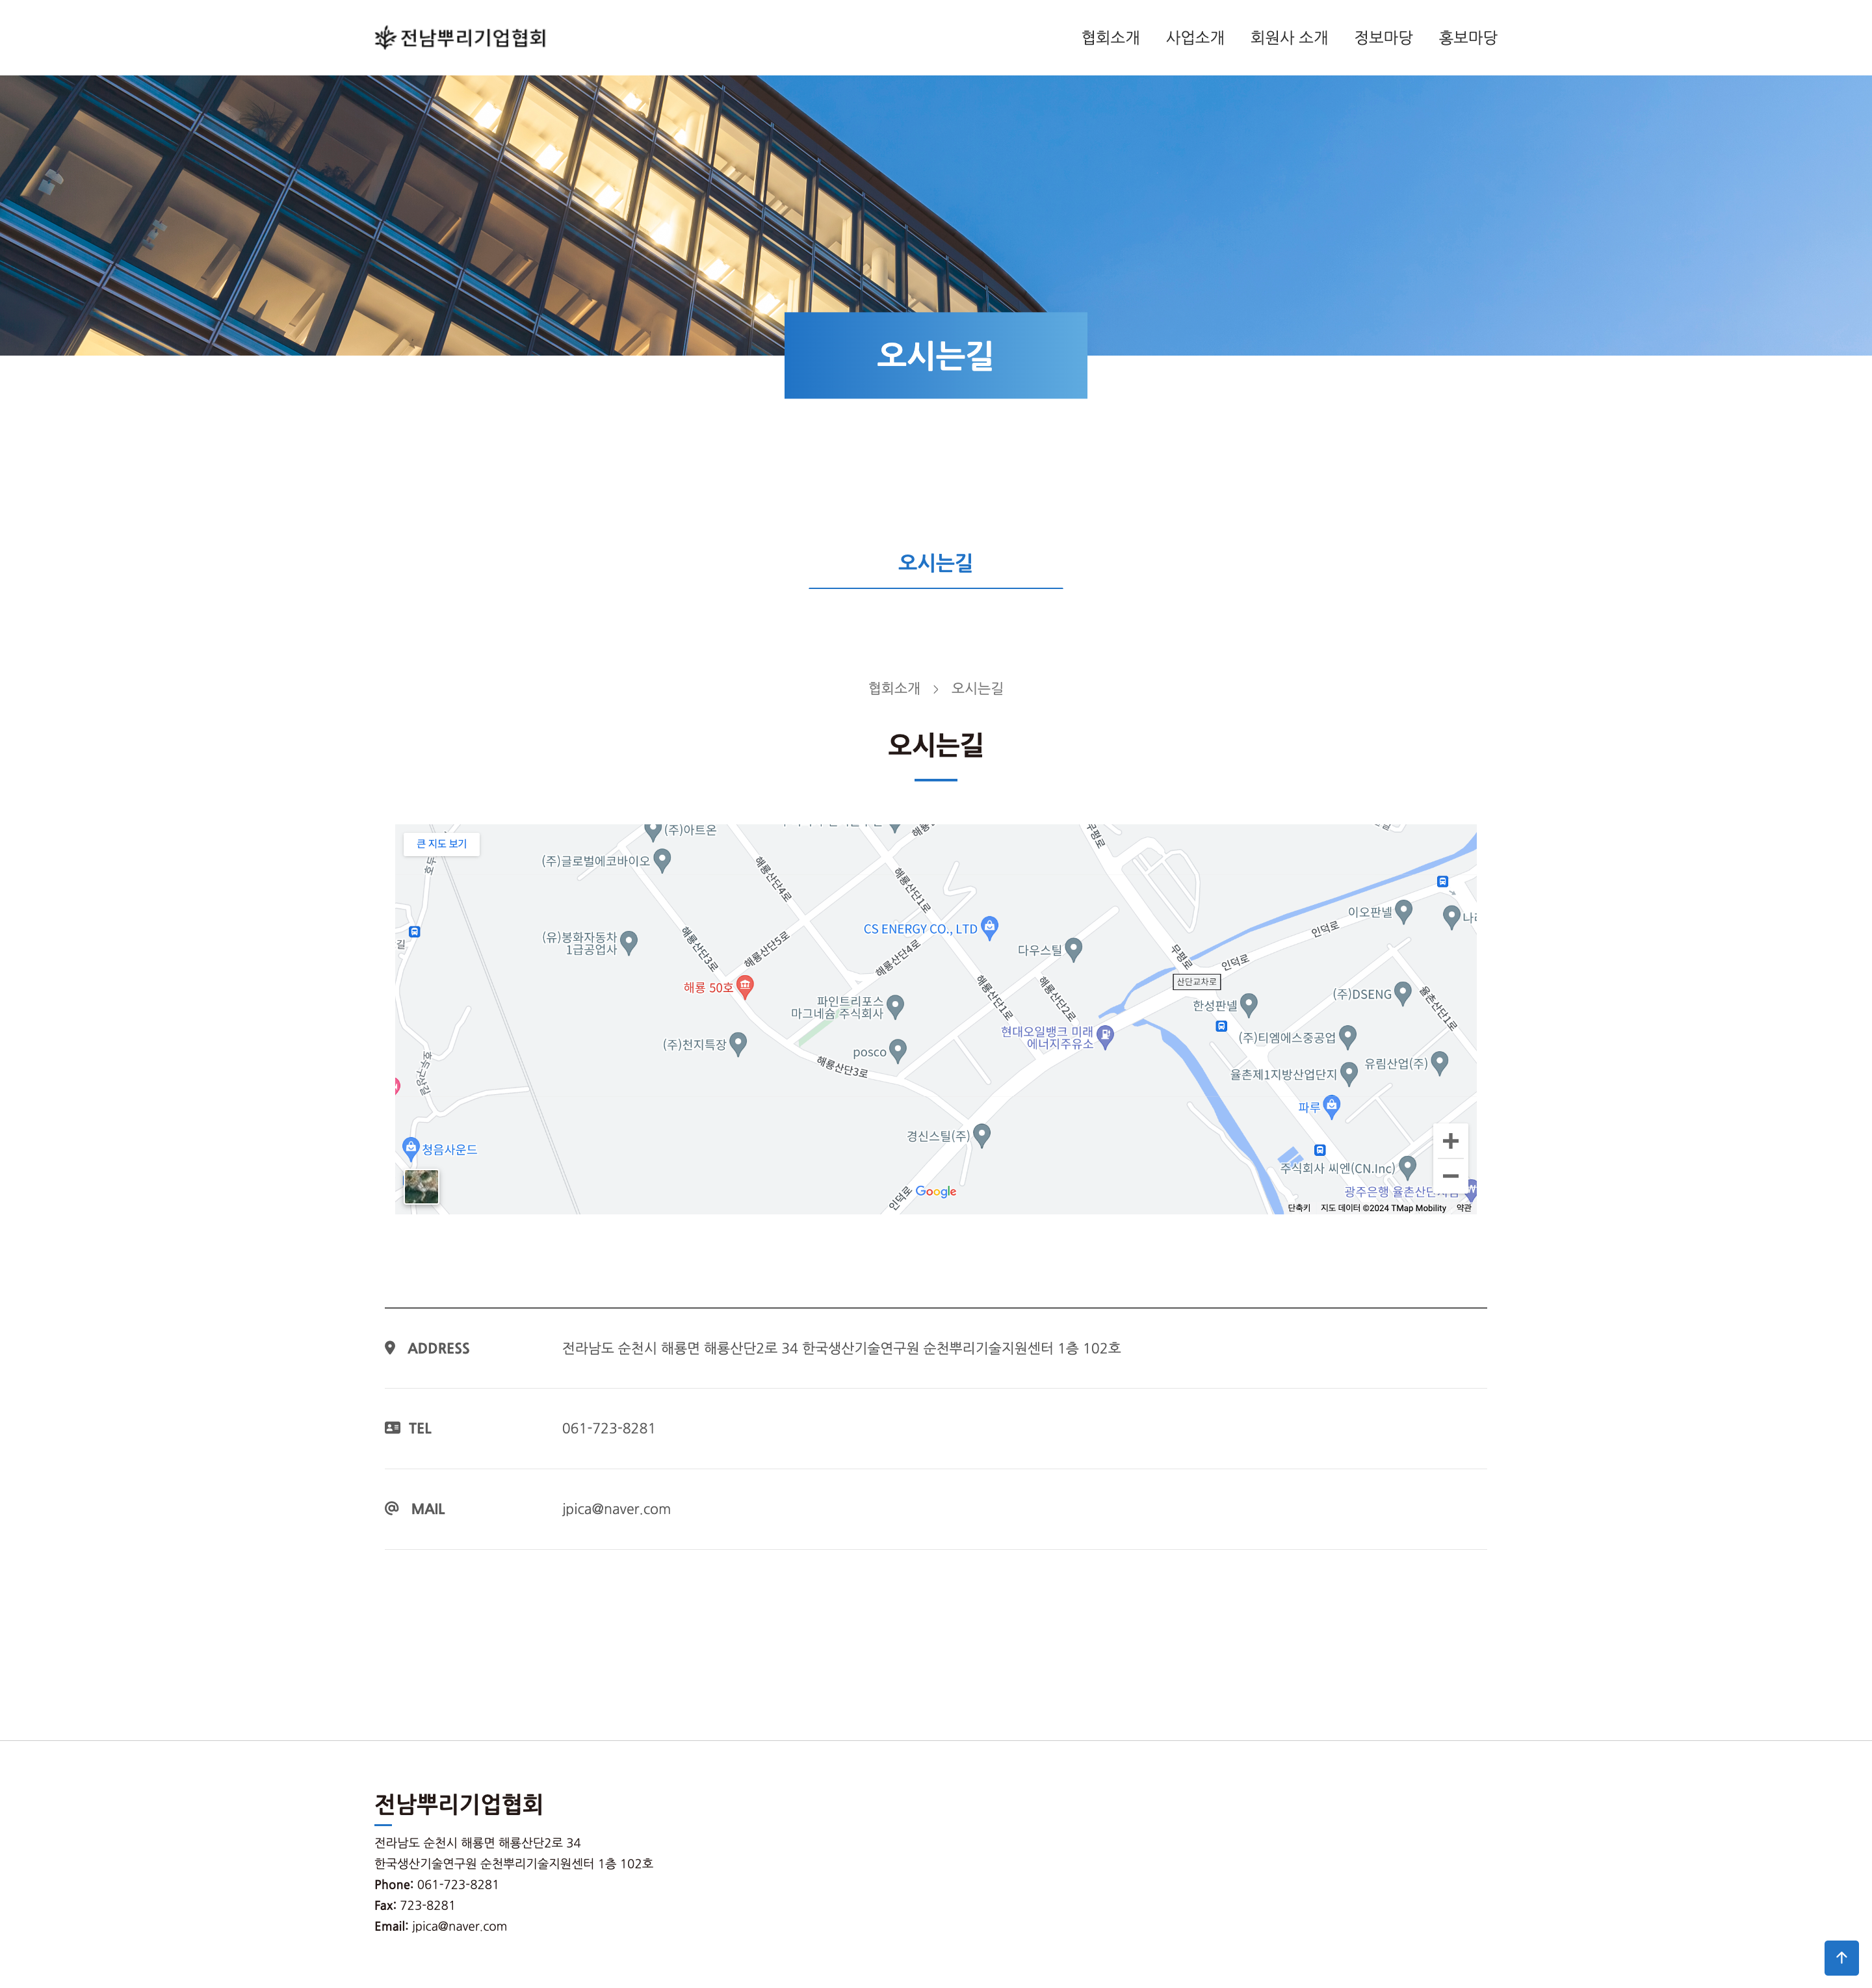 전남뿌리기업협회
협회소개 사업소개 회원사 소개 정보마당 홍보마당
오시는길
오시는길
협회소개 > 오시는길
오시는길
큰 지도 보기
(주)아트온
(주)글로벌에코바이오
해룡산단4로
해룡산단1로
무평로
이오판넬
나라
인덕로
CS ENERGY CO., LTD
(유)봉화자동차
1급공업사
해룡산단3로
해룡산단5로
해룡산단4로
다우스틸
무평로
인덕로
산단교차로
해룡 50호
파인트리포스
마그네슘 주식회사
해룡산단1로
해룡산단2로
한성판넬
(주)DSENG
율촌산단1로
현대오일뱅크 미래
에너지주유소
(주)티엠에스중공업
(주)천지특장
posco
해룡산단3로
유림산업(주)
율촌제1지방산업단지
호두구상길
파루
경신스틸(주)
청음사운드
주식회사 씨엔(CN.Inc)
광주은행 율촌산단지점
인덕로
Google
단축키 지도 데이터 ©2024 TMap Mobility 약관
ADDRESS 전라남도 순천시 해룡면 해룡산단2로 34 한국생산기술연구원 순천뿌리기술지원센터 1층 102호
TEL 061-723-8281
MAIL jpica@naver.com
전남뿌리기업협회
전라남도 순천시 해룡면 해룡산단2로 34
한국생산기술연구원 순천뿌리기술지원센터 1층 102호
Phone: 061-723-8281
Fax: 723-8281
Email: jpica@naver.com